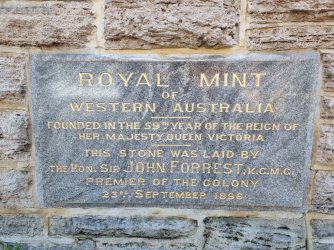 ROYAL MINT
OF
WESTERN AUSTRALIA
FOUNDED IN THE 59TH YEAR OF THE REIGN OF
HER MAJESTY QUEEN VICTORIA
THIS STONE WAS LAID BY
THE HON. SIR JOHN FORREST, K.C.M.G.
PREMIER OF THE COLONY
23RD SEPTEMBER 1896